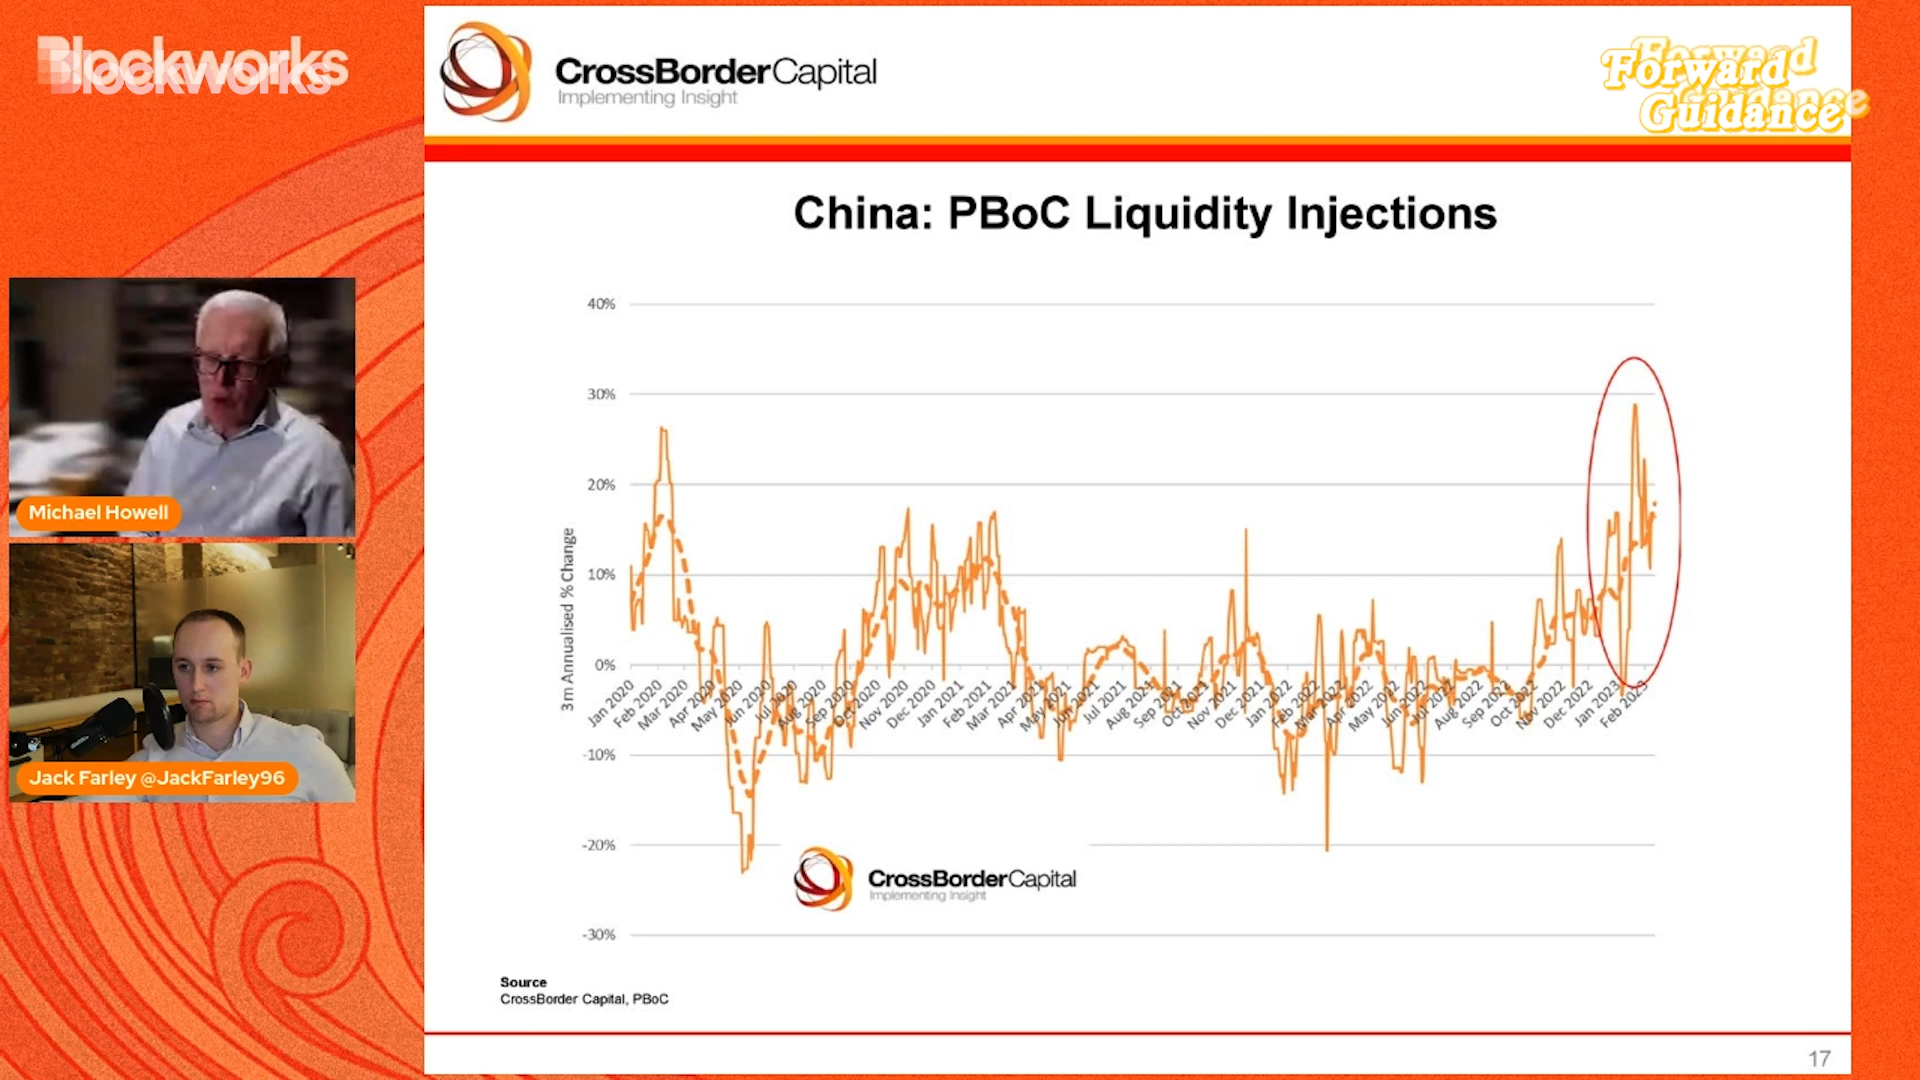 Blockworks
CrossBorderCapital
Implementing Insight
Forward
Guidance
China: PBoC Liquidity Injections
3m Annualised % Change
40%
30%
20%
10%
0%
-10%
-20%
-30%
Jan 2020
Feb 2020
Mar 2020
Apr 2020
May 2020
Jun 2020
Jul 2020
Aug 2020
Sep 2020
Oct 2020
Nov 2020
Dec 2020
Jan 2021
Feb 2021
Mar 2021
Apr 2021
May 2021
Jun 2021
Jul 2021
Aug 2021
Sep 2021
Oct 2021
Nov 2021
Dec 2021
Jan 2022
Feb 2022
Mar 2022
Apr 2022
May 2022
Jun 2022
Jul 2022
Aug 2022
Sep 2022
Oct 2022
Nov 2022
Dec 2022
Jan 2023
Feb 2023
CrossBorderCapital
Implementing Insight
Michael Howell
Jack Farley @JackFarley96
Source
CrossBorder Capital, PBoC
17